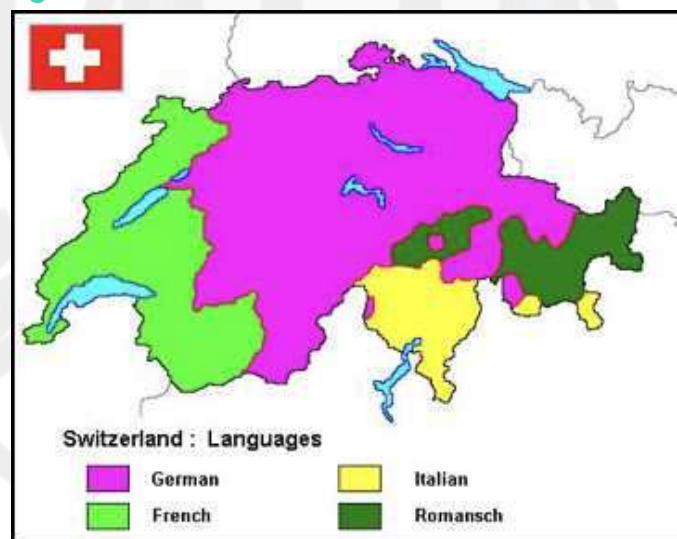 Switzerland : Languages
German
Italian
French
Romansch